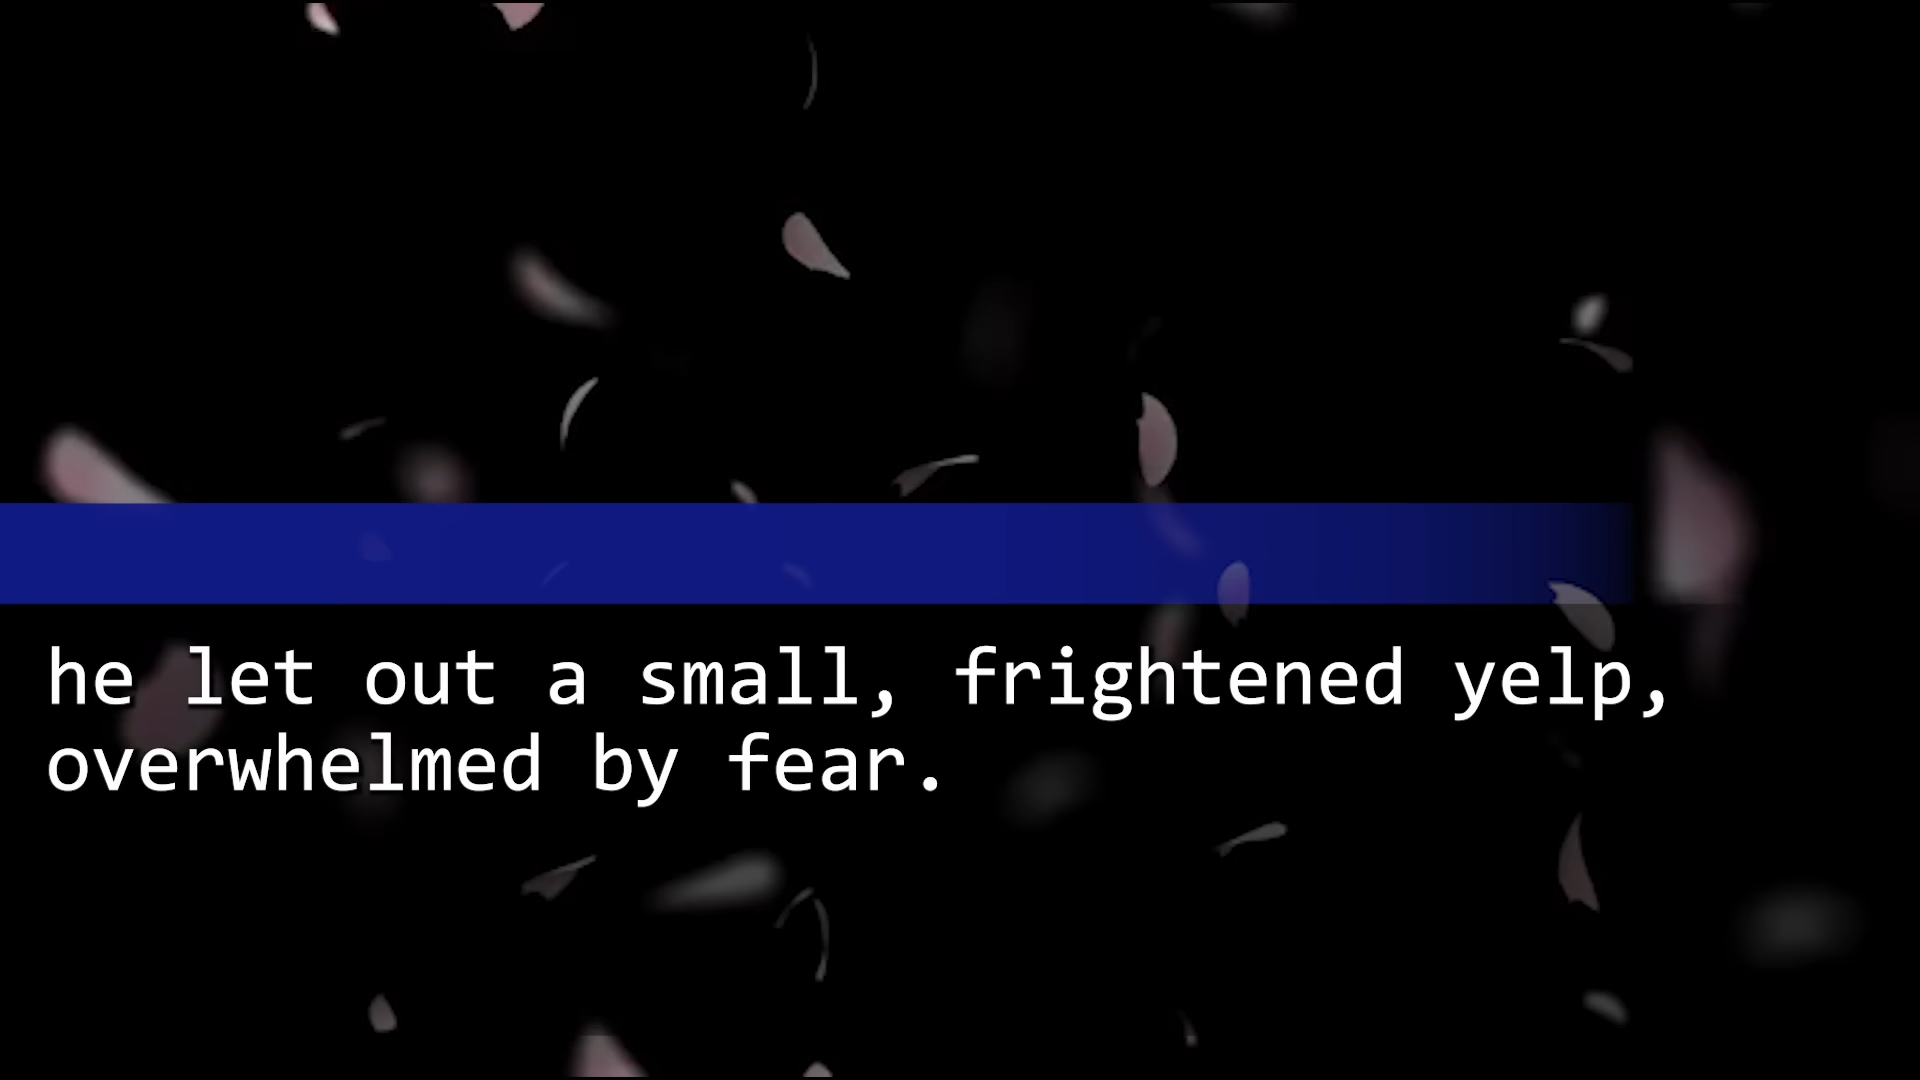 he let out a small, frightened yelp,
overwhelmed by fear.